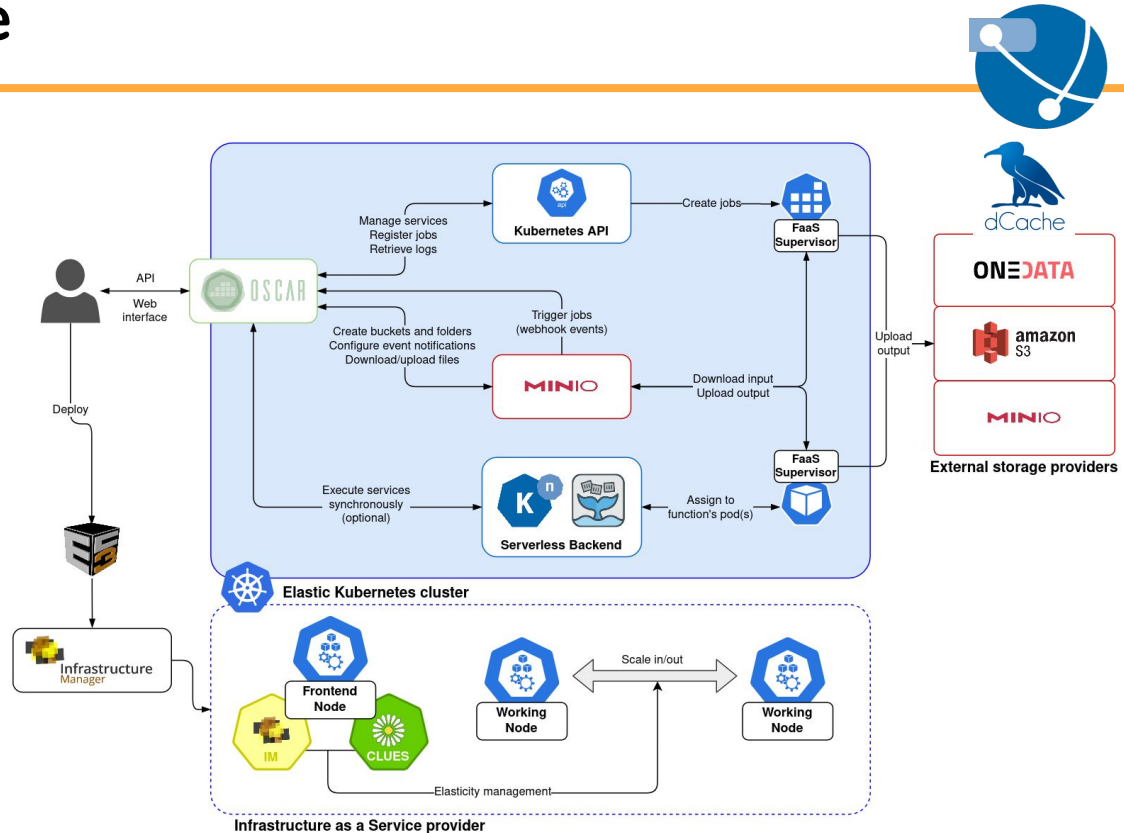 e
dCache
ONEDATA
amazon
S3
MINIO
External storage providers
Kubernetes API
api
Create jobs
FaaS
Supervisor
Manage services
Register jobs
Retrieve logs
API
Web
interface
OSCAR
Trigger jobs
(webhook events)
Create buckets and folders
Configure event notifications
Download/upload files
MINIO
Download input
Upload output
Upload
output
Deploy
FaaS
Supervisor
Execute services
synchronously
(optional)
K
n
Serverless Backend
Assign to
function's pod(s)
Elastic Kubernetes cluster
EC3
Infrastructure
Manager
Frontend
Node
IM
CLUES
Working
Node
Scale in/out
Working
Node
Elasticity management
Infrastructure as a Service provider